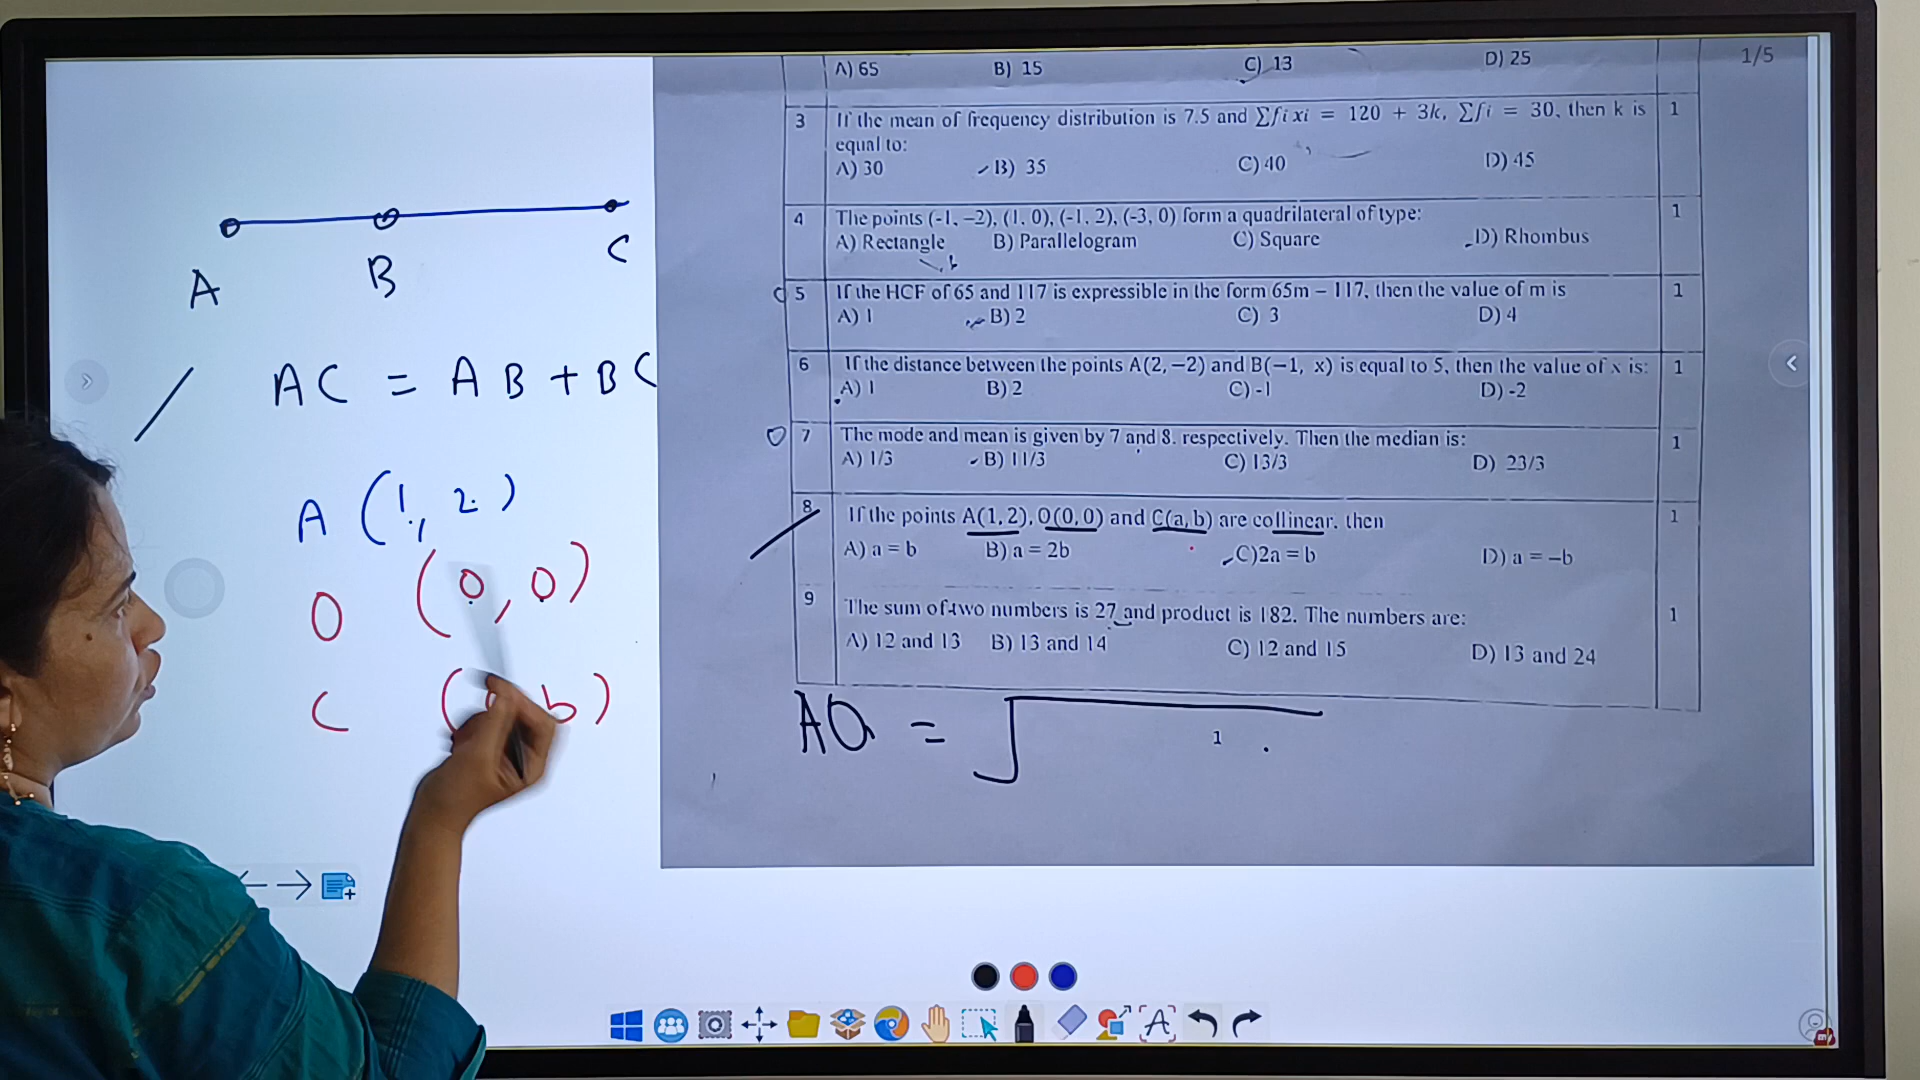 A) 65 B) 15 C) 13 D) 25
1/5
3 If the mean of frequency distribution is 7.5 and ∑fixi = 120 + 3k, ∑fi = 30, then k is 1
equal to:
A) 30 B) 35 C) 40 D) 45
4 The points (-1, −2), (1, 0), (-1, 2), (-3, 0) form a quadrilateral of type: 1
A) Rectangle B) Parallelogram C) Square D) Rhombus
5 If the HCF of 65 and 117 is expressible in the form 65m – 117, then the value of m is 1
A) 1 B) 2 C) 3 D) 4
6 If the distance between the points A(2, −2) and B(−1, x) is equal to 5, then the value of x is: 1
A) 1 B) 2 C) -1 D) -2
7 The mode and mean is given by 7 and 8. respectively. Then the median is: 1
A) 1/3 B) 11/3 C) 13/3 D) 23/3
8 If the points A(1, 2), O(0, 0) and C(a, b) are collinear, then 1
A) a = b B) a = 2b C) 2a = b D) a = −b
9 The sum of two numbers is 27 and product is 182. The numbers are: 1
A) 12 and 13 B) 13 and 14 C) 12 and 15 D) 13 and 24
A B C
AC = AB + BC
A (1, 2)
O (0, 0)
C ( b)
AO = √
1